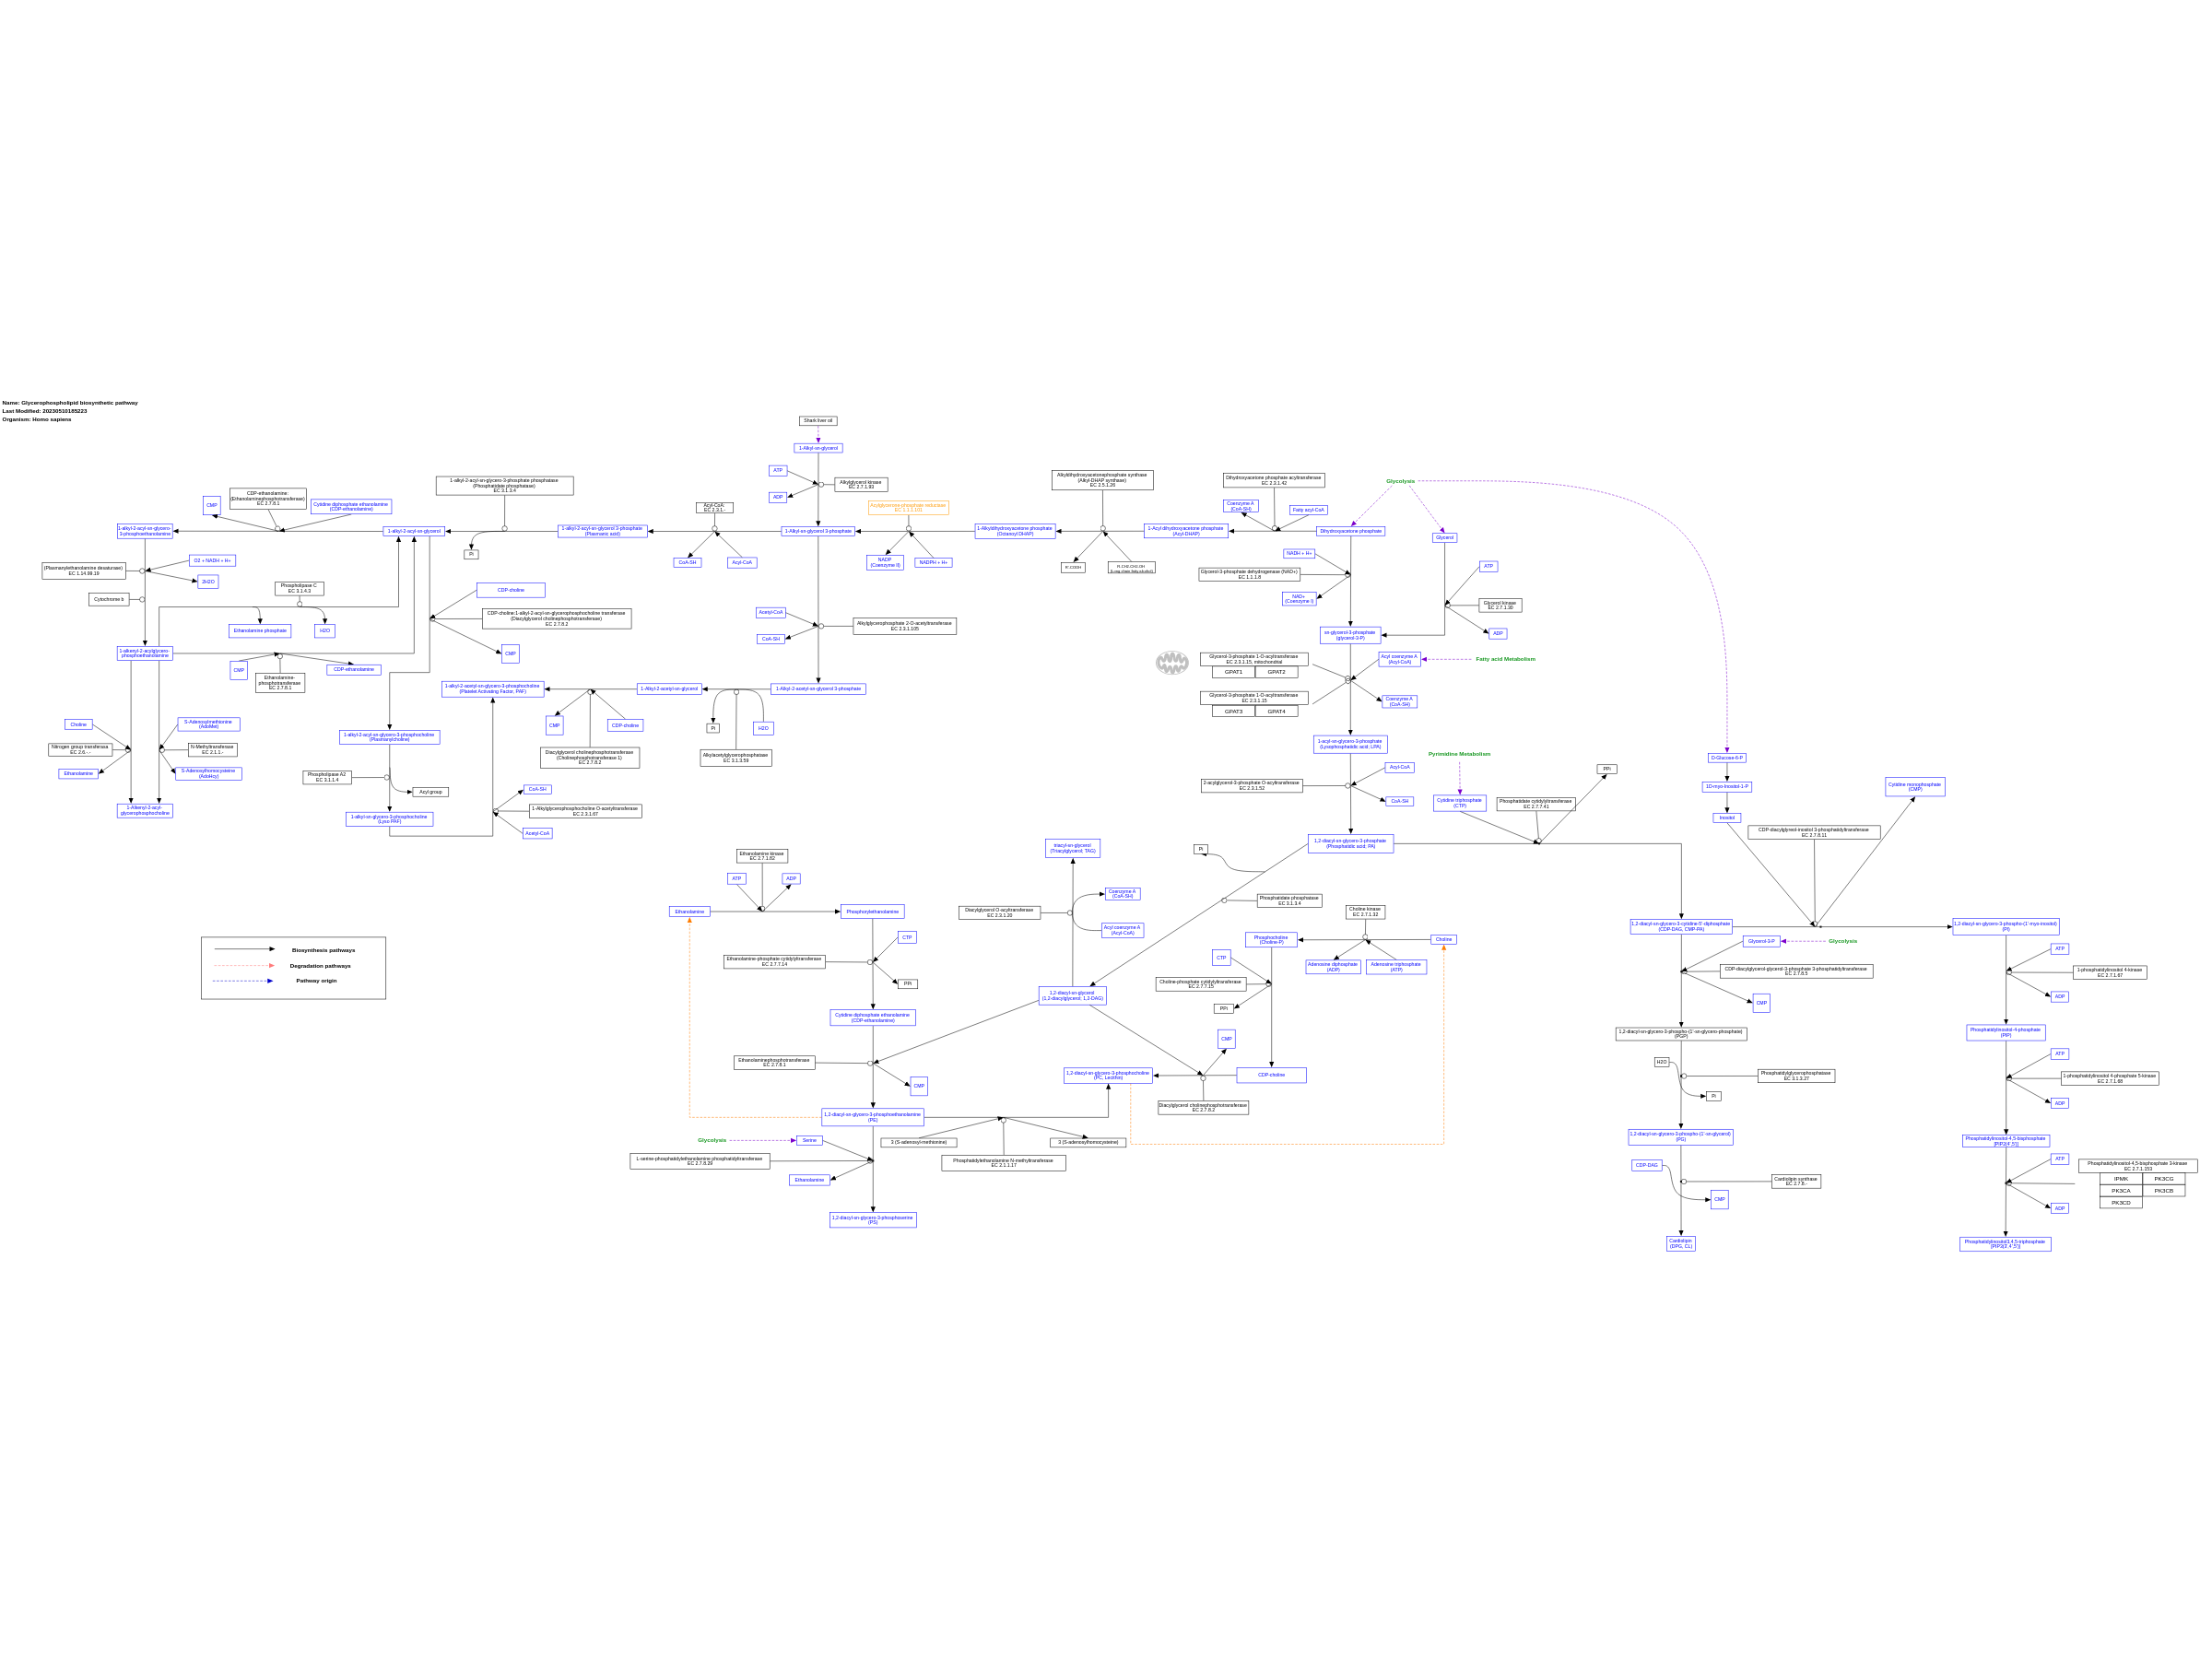 Name: Glycerophospholipid biosynthetic pathway
Last Modified: 20230510185223
Organism: Homo sapiens
Shark liver oil
1-Alkyl-sn-glycerol
ATP
ADP
Alkylglycerol kinase
EC 2.7.1.93
1-alkyl-2-acyl-sn-glycero-3-phosphate phosphatase
(Phosphatidate phosphatase)
EC 3.1.3.4
CMP
CDP-ethanolamine:
(Ethanolaminephosphotransferase)
EC 2.7.8.1
Cytidine diphosphate ethanolamine
(CDP-ethanolamine)
Acyl-CoA:
EC 2.3.1.-
EC 1.1.1.101
Alkyldihydroxyacetonephosphate synthase
(Alkyl-DHAP synthase)
EC 2.5.1.26
Dihydroxyacetone phosphate acyltransferase
EC 2.3.1.42
Coenzyme A
(CoA-SH)
Fatty acyl-CoA
Glycolysis
1-alkyl-2-acyl-sn-glycero-
3-phosphoethanolamine
1-alkyl-2-acyl-sn-glycerol
Pi
1-alkyl-2-acyl-sn-glycerol 3-phosphate
(Plasmanic acid)
1-Alkyl-sn-glycerol 3-phosphate
1-Alkyldihydroxyacetone phosphate
(Octanoyl DHAP)
1-Acyl dihydroxyacetone phosphate
(Acyl-DHAP)
Dihydroxyacetone phosphate
Glycerol
CoA-SH
Acyl-CoA
NADP
(Coenzyme II)
NADPH + H+
R'.COOH
NADH + H+
Glycerol-3-phosphate dehydrogenase (NAD+)
EC 1.1.1.8
NAD+
(Coenzyme I)
ATP
Glycerol kinase
EC 2.7.1.30
ADP
O2 + NADH + H+
2H2O
(Plasmanylethanolamine desaturase)
EC 1.14.99.19
Cytochrome b
Phospholipase C
EC 3.1.4.3
Ethanolamine phosphate
H2O
CDP-choline
CDP-choline:1-alkyl-2-acyl-sn-glycerophosphocholine transferase
(Diacylglycerol cholinephosphotransferase)
EC 2.7.8.2
CMP
Acetyl-CoA
CoA-SH
Alkylglycerophosphate 2-O-acetyltransferase
EC 2.3.1.105
sn-glycerol-3-phosphate
(glycerol-3-P)
1-alkenyl-2-acylglycero-
phosphoethanolamine
CMP
Ethanolamine-
phosphotransferase
EC 2.7.8.1
CDP-ethanolamine
Glycerol-3-phosphate 1-O-acyltransferase
EC 2.3.1.15, mitochondrial
GPAT1
GPAT2
Glycerol-3-phosphate 1-O-acyltransferase
EC 2.3.1.15
GPAT3
GPAT4
Acyl coenzyme A
(Acyl-CoA)
Fatty acid Metabolism
Coenzyme A
(CoA-SH)
1-alkyl-2-acetyl-sn-glycero-3-phosphocholine
(Platelet Activating Factor, PAF)
1-Alkyl-2-acetyl-sn-glycerol
1-Alkyl-2-acetyl-sn-glycerol 3-phosphate
CMP
CDP-choline
Diacylglycerol cholinephosphotransferase
(Cholinephosphotransferase 1)
EC 2.7.8.2
Pi
H2O
Alkylacetylglycerophosphatase
EC 3.1.3.59
Choline
Nitrogen group transferase
EC 2.6.-.-
Ethanolamine
S-Adenosylmethionine
(AdoMet)
N-Methyltransferase
EC 2.1.1.-
S-Adenosylhomocysteine
(AdoHcy)
1-Alkenyl-2-acyl-
glycerophosphocholine
1-alkyl-2-acyl-sn-glycero-3-phosphocholine
(Plasmanylcholine)
Phospholipase A2
EC 3.1.1.4
Acyl group
1-alkyl-sn-glycero-3-phosphocholine
(Lyso PAF)
CoA-SH
1-Alkylglycerophosphocholine O-acetyltransferase
EC 2.3.1.67
Acetyl-CoA
1-acyl-sn-glycero-3-phosphate
(Lysophosphatidic acid; LPA)
2-acylglycerol-3-phosphate O-acyltransferase
EC 2.3.1.52
Acyl-CoA
CoA-SH
Pyrimidine Metabolism
Cytidine triphosphate
(CTP)
Phosphatidate cytidylyltransferase
EC 2.7.7.41
PPi
D-Glucose-6-P
1D-myo-Inositol-1-P
Inositol
Cytidine monophosphate
(CMP)
CDP-diacylglycerol-inositol 3-phosphatidyltransferase
EC 2.7.8.11
1,2-diacyl-sn-glycero-3-phosphate
(Phosphatidic acid; PA)
Pi
triacyl-sn-glycerol
(Triacylglycerol; TAG)
Coenzyme A
(CoA-SH)
Diacylglycerol O-acyltransferase
EC 2.3.1.20
Acyl coenzyme A
(Acyl-CoA)
Phosphatidate phosphatase
EC 3.1.3.4
Ethanolamine kinase
EC 2.7.1.82
ATP
ADP
Ethanolamine
Phosphorylethanolamine
CTP
Ethanolamine-phosphate cytidylyltransferase
EC 2.7.7.14
PPi
Choline kinase
EC 2.7.1.32
Phosphocholine
(Choline-P)
Choline
Adenosine diphosphate
(ADP)
Adenosine triphosphate
(ATP)
CTP
Choline-phosphate cytidylyltransferase
EC 2.7.7.15
PPi
1,2-diacyl-sn-glycerol
(1,2-diacylglycerol; 1,2-DAG)
Biosynthesis pathways
Degradation pathways
Pathway origin
Cytidine diphosphate ethanolamine
(CDP-ethanolamine)
Ethanolaminephosphotransferase
EC 2.7.8.1
CMP
CMP
1,2-diacyl-sn-glycero-3-phosphocholine
(PC, Lecithin)
CDP-choline
Diacylglycerol cholinephosphotransferase
EC 2.7.8.2
1,2-diacyl-sn-glycero-3-phosphoethanolamine
(PE)
3 (S-adenosyl-methionine)
3 (S-adenosylhomocysteine)
Phosphatidylethanolamine N-methyltransferase
EC 2.1.1.17
Glycolysis
Serine
L-serine-phosphatidylethanolamine phosphatidyltransferase
EC 2.7.8.29
Ethanolamine
1,2-diacyl-sn-glycero-3-phosphoserine
(PS)
1,2-diacyl-sn-glycero-3-cytidine-5'-diphosphate
(CDP-DAG, CMP-PA)
Glycerol-3-P
Glycolysis
CDP-diacylglycerol-glycerol-3-phosphate 3-phosphatidyltransferase
EC 2.7.8.5
CMP
1,2-diacyl-sn-glycero-3-phospho-(1'-sn-glycero-phosphate)
(PGP)
H2O
Phosphatidylglycerophosphatase
EC 3.1.3.27
Pi
1,2-diacyl-sn-glycero-3-phospho-(1'-sn-glycerol)
(PG)
CDP-DAG
Cardiolipin synthase
EC 2.7.8.-
CMP
Cardiolipin
(DPG, CL)
1,2-diacyl-sn-glycero-3-phospho-(1'-myo-inositol)
(PI)
ATP
1-phosphatidylinositol 4-kinase
EC 2.7.1.67
ADP
Phosphatidylinositol-4-phosphate
(PIP)
ATP
1-phosphatidylinositol 4-phosphate 5-kinase
EC 2.7.1.68
ADP
Phosphatidylinositol-4,5-bisphosphate
[PIP2(4',5')]
ATP
Phosphatidylinositol-4,5-bisphosphate 3-kinase
EC 2.7.1.153
IPMK
PK3CG
PK3CA
PK3CB
PK3CD
ADP
Phosphatidylinositol3,4,5-triphosphate
[PIP3(3',4',5')]